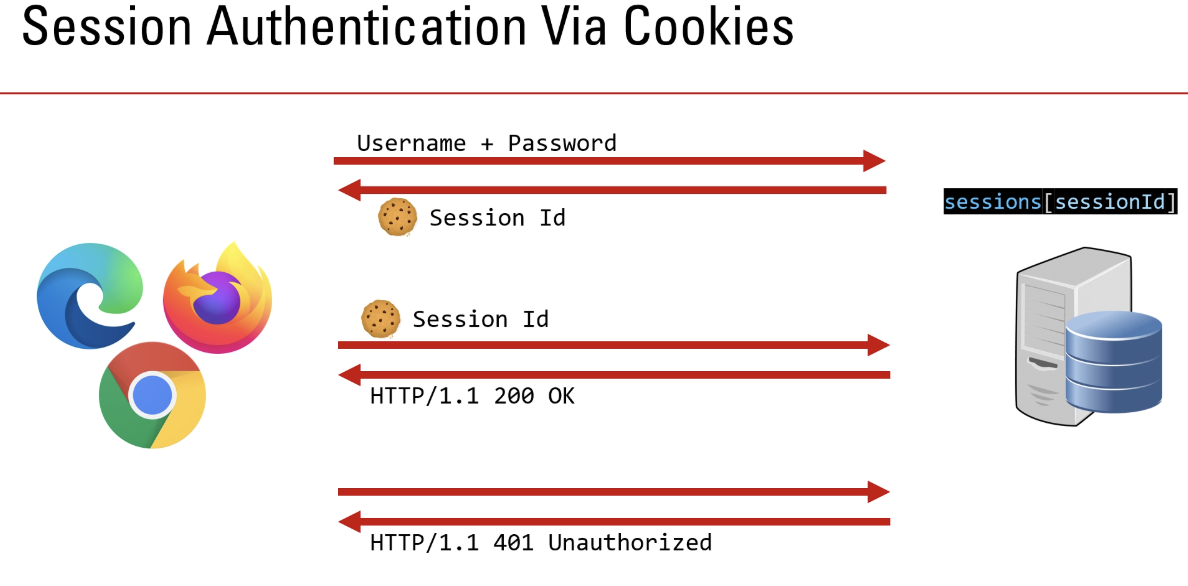 Session Authentication Via Cookies
Username + Password
Session Id
sessions[sessionId]
Session Id
HTTP/1.1 200 OK
HTTP/1.1 401 Unauthorized